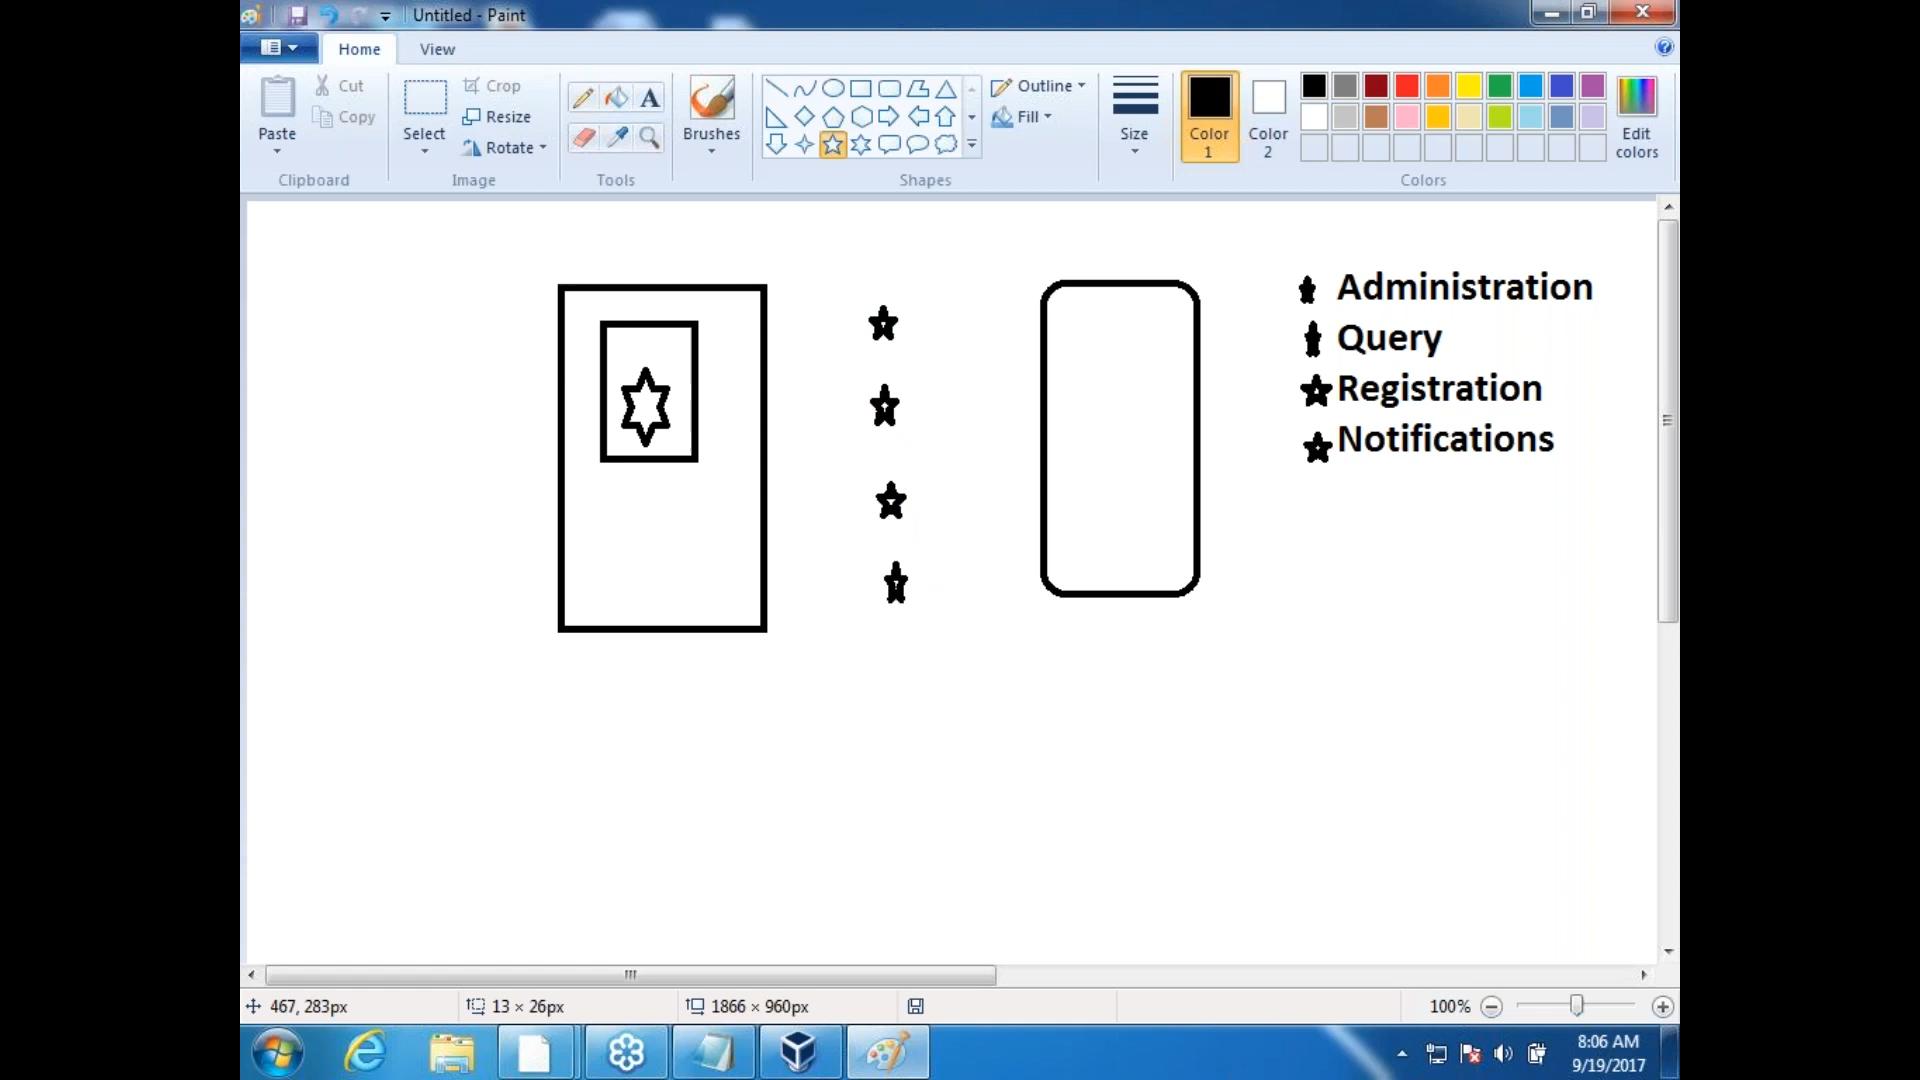 Untitled - Paint
Home
View
Paste
Cut
Copy
Clipboard
Select
Crop
Resize
Rotate
Image
A
Tools
Brushes
Shapes
Outline
Fill
Size
Color 1
Color 2
Edit colors
Colors
Administration
Query
Registration
Notifications
467, 283px
13 × 26px
1866 × 960px
100%
8:06 AM
9/19/2017